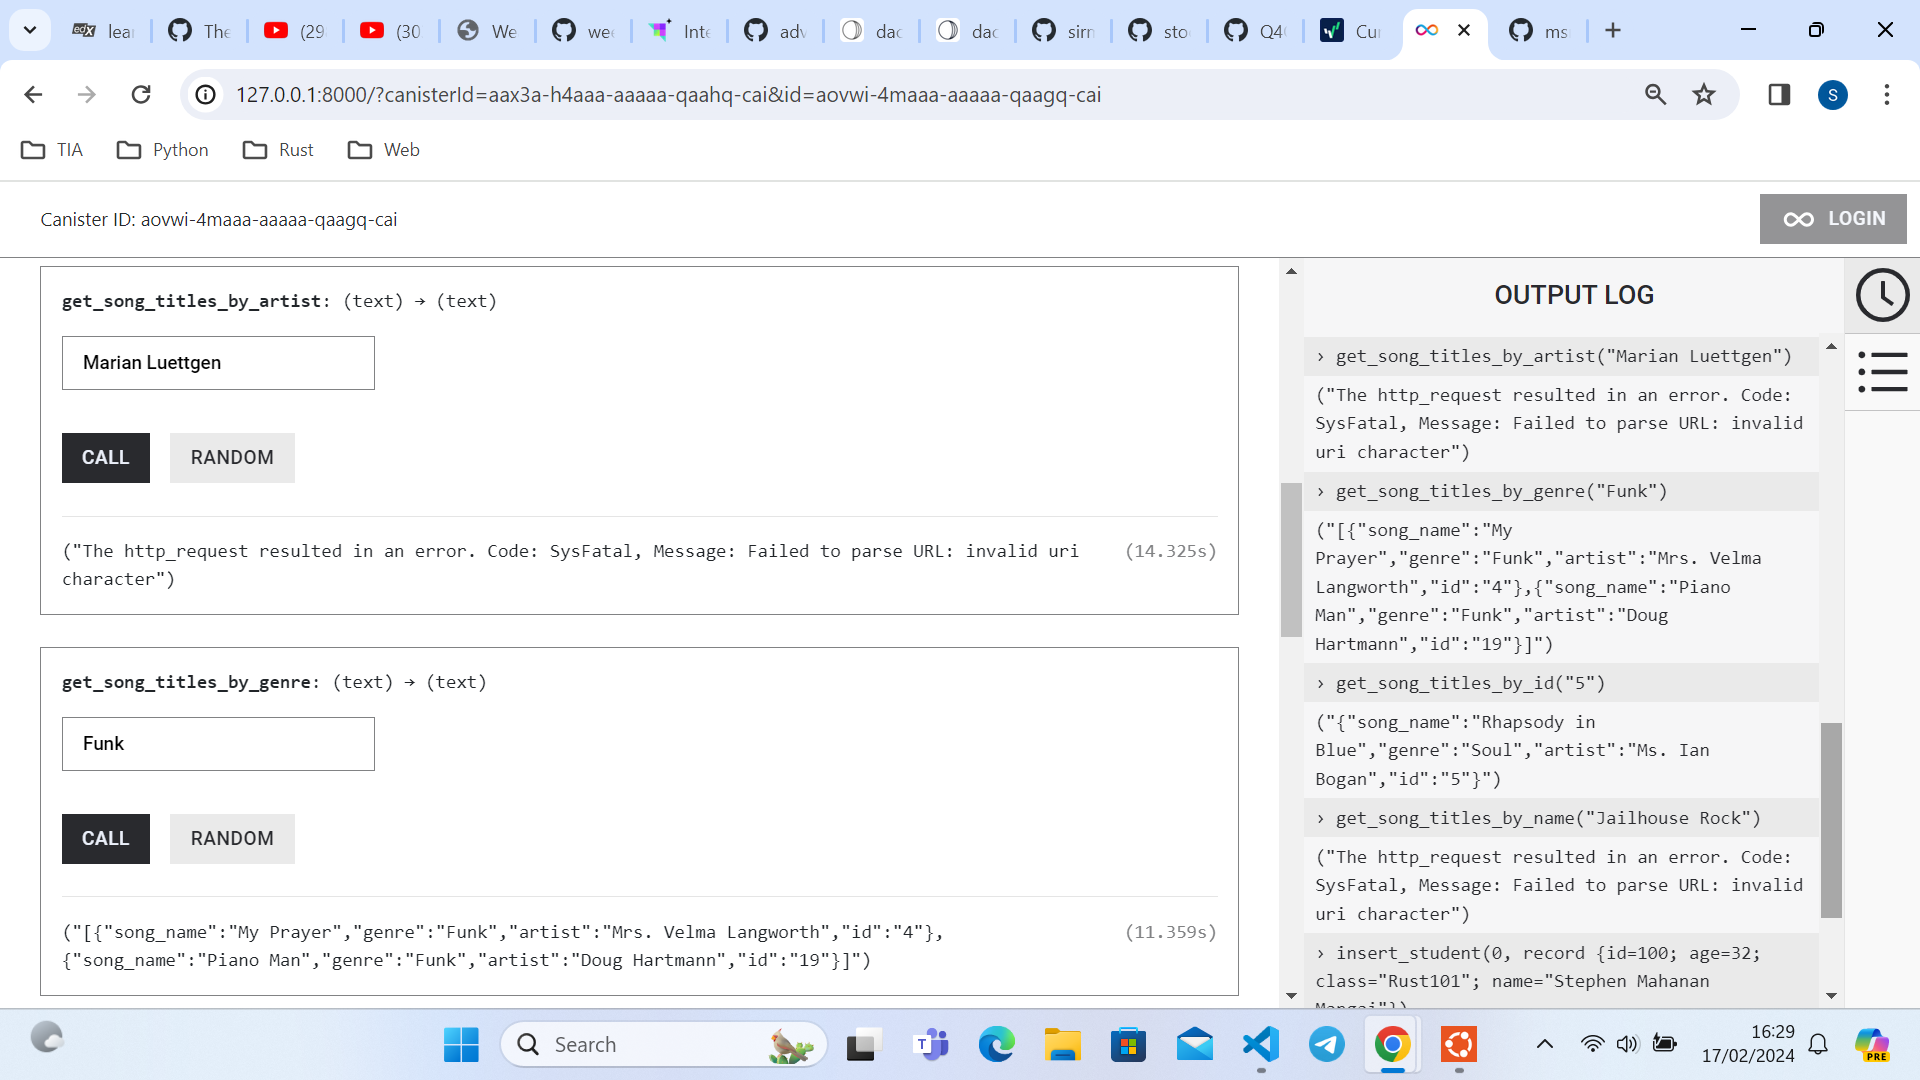 edX lear
The
(29
(30
We
wee
Inte
adv
dac
dac
sirn
sto
Q4
Cur
ms
127.0.0.1:8000/?canisterId=aax3a-h4aaa-aaaaa-qaahq-cai&id=aovwi-4maaa-aaaaa-qaagq-cai
S
TIA
Python
Rust
Web
Canister ID: aovwi-4maaa-aaaaa-qaagq-cai
LOGIN
get_song_titles_by_artist: (text) → (text)
Marian Luettgen
CALL
RANDOM
("The http_request resulted in an error. Code: SysFatal, Message: Failed to parse URL: invalid uri
character")
(14.325s)
get_song_titles_by_genre: (text) → (text)
Funk
CALL
RANDOM
("[{"song_name":"My Prayer","genre":"Funk","artist":"Mrs. Velma Langworth","id":"4"},
{"song_name":"Piano Man","genre":"Funk","artist":"Doug Hartmann","id":"19"}]")
(11.359s)
OUTPUT LOG
› get_song_titles_by_artist("Marian Luettgen")
("The http_request resulted in an error. Code:
SysFatal, Message: Failed to parse URL: invalid
uri character")
› get_song_titles_by_genre("Funk")
("[{"song_name":"My
Prayer","genre":"Funk","artist":"Mrs. Velma
Langworth","id":"4"},{"song_name":"Piano
Man","genre":"Funk","artist":"Doug
Hartmann","id":"19"}]")
› get_song_titles_by_id("5")
("{"song_name":"Rhapsody in
Blue","genre":"Soul","artist":"Ms. Ian
Bogan","id":"5"}")
› get_song_titles_by_name("Jailhouse Rock")
("The http_request resulted in an error. Code:
SysFatal, Message: Failed to parse URL: invalid
uri character")
› insert_student(0, record {id=100; age=32;
class="Rust101"; name="Stephen Mahanan
Search
16:29
17/02/2024
PRE